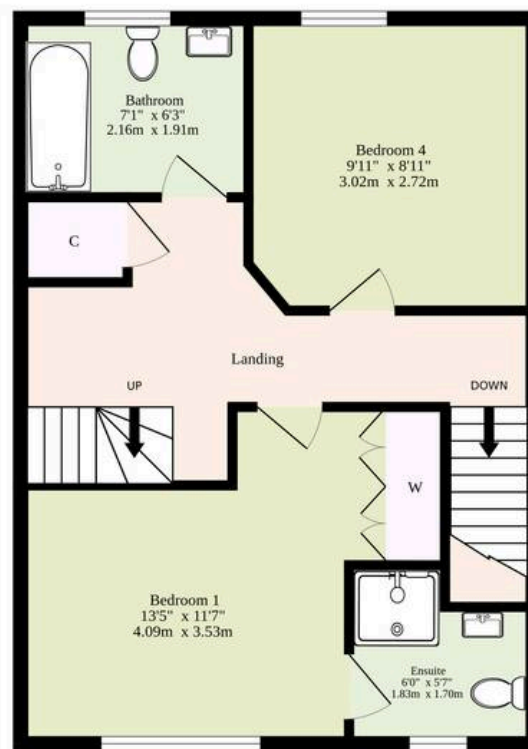 Bathroom
7'1" x 6'3"
2.16m x 1.91m
Bedroom 4
9'11" x 8'11"
3.02m x 2.72m
C
Landing
UP
DOWN
W
Bedroom 1
13'5" x 11'7"
4.09m x 3.53m
Ensuite
6'0" x 5'7"
1.83m x 1.70m